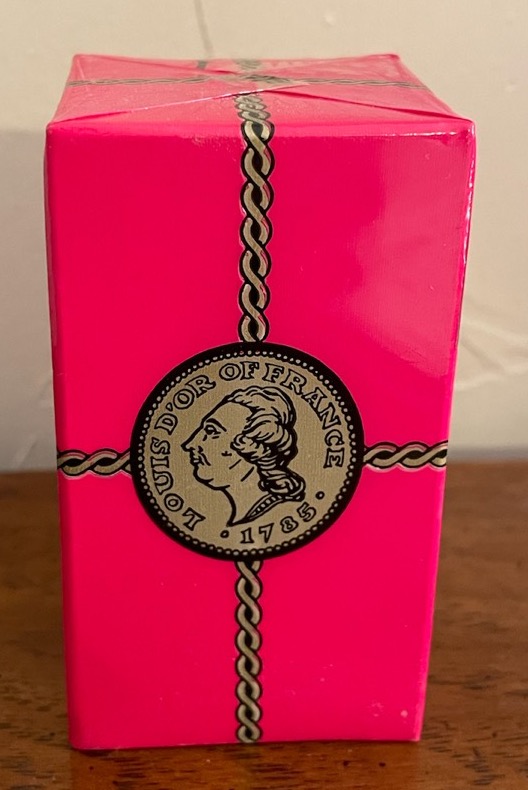 LOUIS D'OR OF FRANCE
· 1785 ·